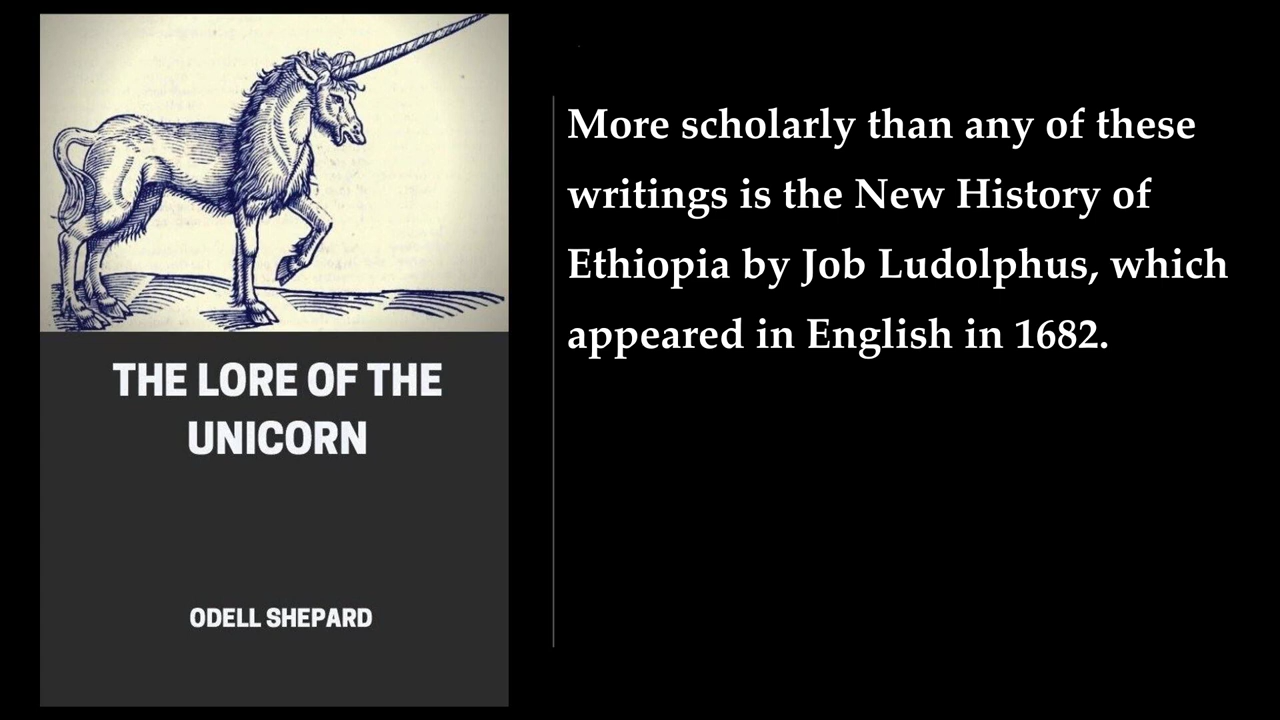 THE LORE OF THE
UNICORN
ODELL SHEPARD
More scholarly than any of these
writings is the New History of
Ethiopia by Job Ludolphus, which
appeared in English in 1682.